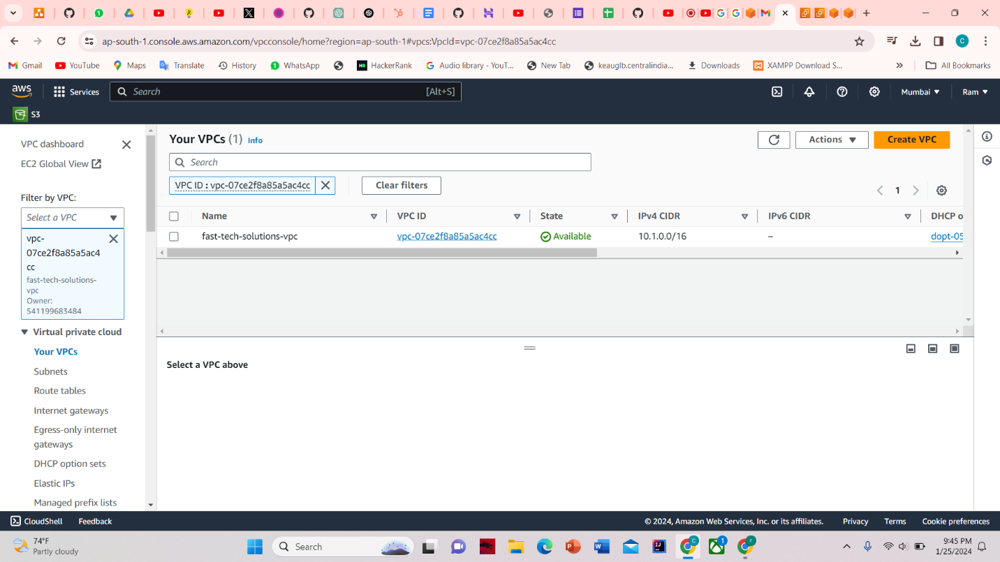 ap-south-1.console.aws.amazon.com/vpcconsole/home?region=ap-south-1#vpcs:VpcId=vpc-07ce2f8a85a5ac4cc
C
Gmail YouTube Maps Translate History WhatsApp HackerRank Audio library - YouT... New Tab keauglb.centralindia... Downloads XAMPP Download S... » All Bookmarks
aws Services Search [Alt+S] Mumbai Ram
S3
VPC dashboard
EC2 Global View
Filter by VPC:
Select a VPC
vpc-
07ce2f8a85a5ac4
cc
fast-tech-solutions-
vpc
Owner:
541199683484
Virtual private cloud
Your VPCs
Subnets
Route tables
Internet gateways
Egress-only internet
gateways
DHCP option sets
Elastic IPs
Managed prefix lists
Your VPCs (1) Info
Actions Create VPC
Search
VPC ID : vpc-07ce2f8a85a5ac4cc Clear filters
1
Name VPC ID State IPv4 CIDR IPv6 CIDR DHCP o
fast-tech-solutions-vpc vpc-07ce2f8a85a5ac4cc Available 10.1.0.0/16 – dopt-05
Select a VPC above
CloudShell Feedback © 2024, Amazon Web Services, Inc. or its affiliates. Privacy Terms Cookie preferences
74°F
Partly cloudy
Search
9:45 PM
1/25/2024